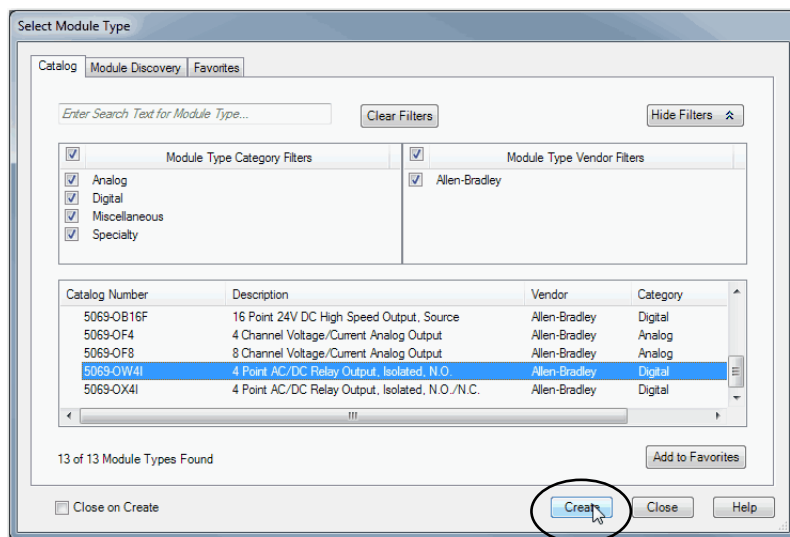 Select Module Type
Catalog Module Discovery Favorites
Enter Search Text for Module Type... Clear Filters Hide Filters
Module Type Category Filters Module Type Vendor Filters
Analog Allen-Bradley
Digital
Miscellaneous
Specialty
Catalog Number Description Vendor Category
5069-OB16F 16 Point 24V DC High Speed Output, Source Allen-Bradley Digital
5069-OF4 4 Channel Voltage/Current Analog Output Allen-Bradley Analog
5069-OF8 8 Channel Voltage/Current Analog Output Allen-Bradley Analog
5069-OW4I 4 Point AC/DC Relay Output, Isolated, N.O. Allen-Bradley Digital
5069-OX4I 4 Point AC/DC Relay Output, Isolated, N.O./N.C. Allen-Bradley Digital
13 of 13 Module Types Found Add to Favorites
Close on Create Create Close Help